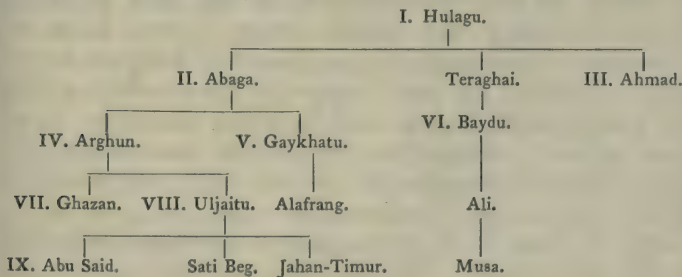 I. Hulagu.
II. Abaga. Teraghai. III. Ahmad.
VI. Baydu.
IV. Arghun. V. Gaykhatu.
VII. Ghazan. VIII. Uljaitu. Alafrang. Ali.
IX. Abu Said. Sati Beg. Jahan-Timur. Musa.